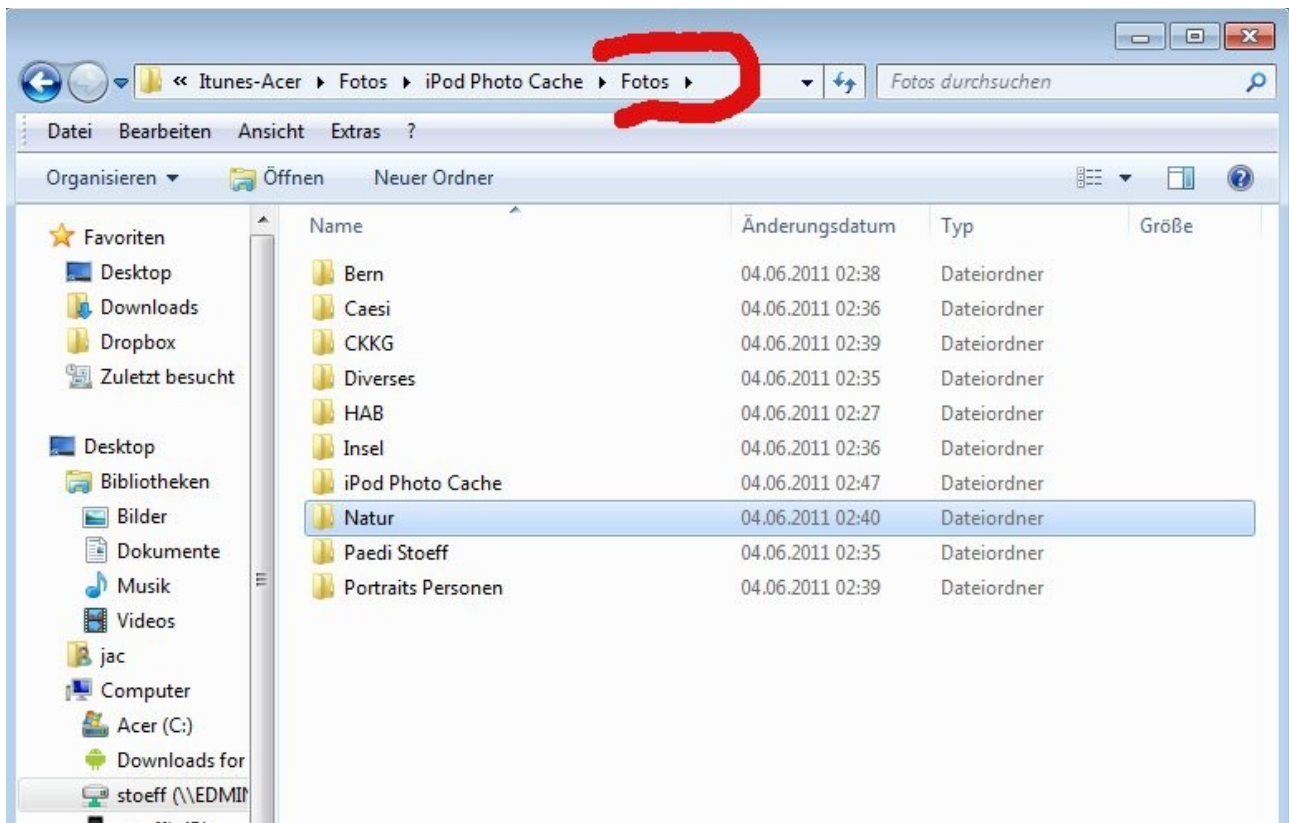 « Itunes-Acer ▸ Fotos ▸ iPod Photo Cache ▸ Fotos ▸ Fotos durchsuchen
Datei Bearbeiten Ansicht Extras ?
Organisieren Öffnen Neuer Ordner
Name Änderungsdatum Typ Größe
Favoriten
Desktop
Downloads
Dropbox
Zuletzt besucht
Desktop
Bibliotheken
Bilder
Dokumente
Musik
Videos
jac
Computer
Acer (C:)
Downloads for
stoeff (\\EDMIN
Bern 04.06.2011 02:38 Dateiordner
Caesi 04.06.2011 02:36 Dateiordner
CKKG 04.06.2011 02:39 Dateiordner
Diverses 04.06.2011 02:35 Dateiordner
HAB 04.06.2011 02:27 Dateiordner
Insel 04.06.2011 02:36 Dateiordner
iPod Photo Cache 04.06.2011 02:47 Dateiordner
Natur 04.06.2011 02:40 Dateiordner
Paedi Stoeff 04.06.2011 02:35 Dateiordner
Portraits Personen 04.06.2011 02:39 Dateiordner